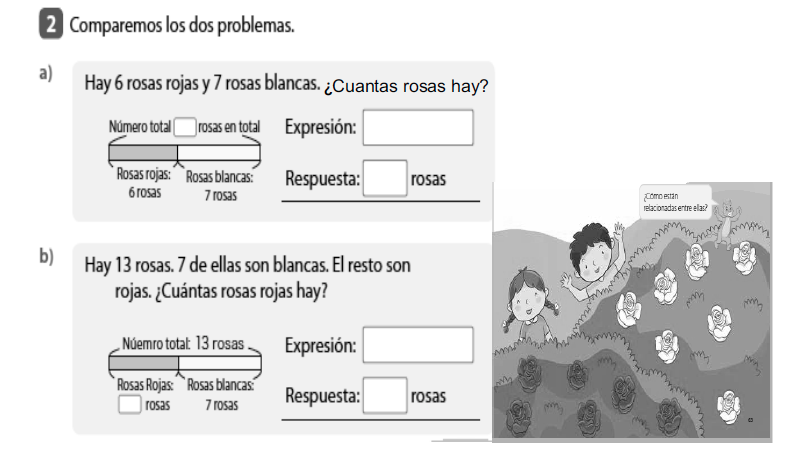 2 Comparemos los dos problemas.
a)
Hay 6 rosas rojas y 7 rosas blancas. ¿Cuantas rosas hay?
Número total rosas en total
Rosas rojas: 6 rosas
Rosas blancas: 7 rosas
Expresión:
Respuesta: rosas
¿Cómo están
relacionadas entre ellas?
b)
Hay 13 rosas. 7 de ellas son blancas. El resto son
rojas. ¿Cuántas rosas rojas hay?
Núemro total: 13 rosas
Rosas Rojas: rosas
Rosas blancas: 7 rosas
Expresión:
Respuesta: rosas